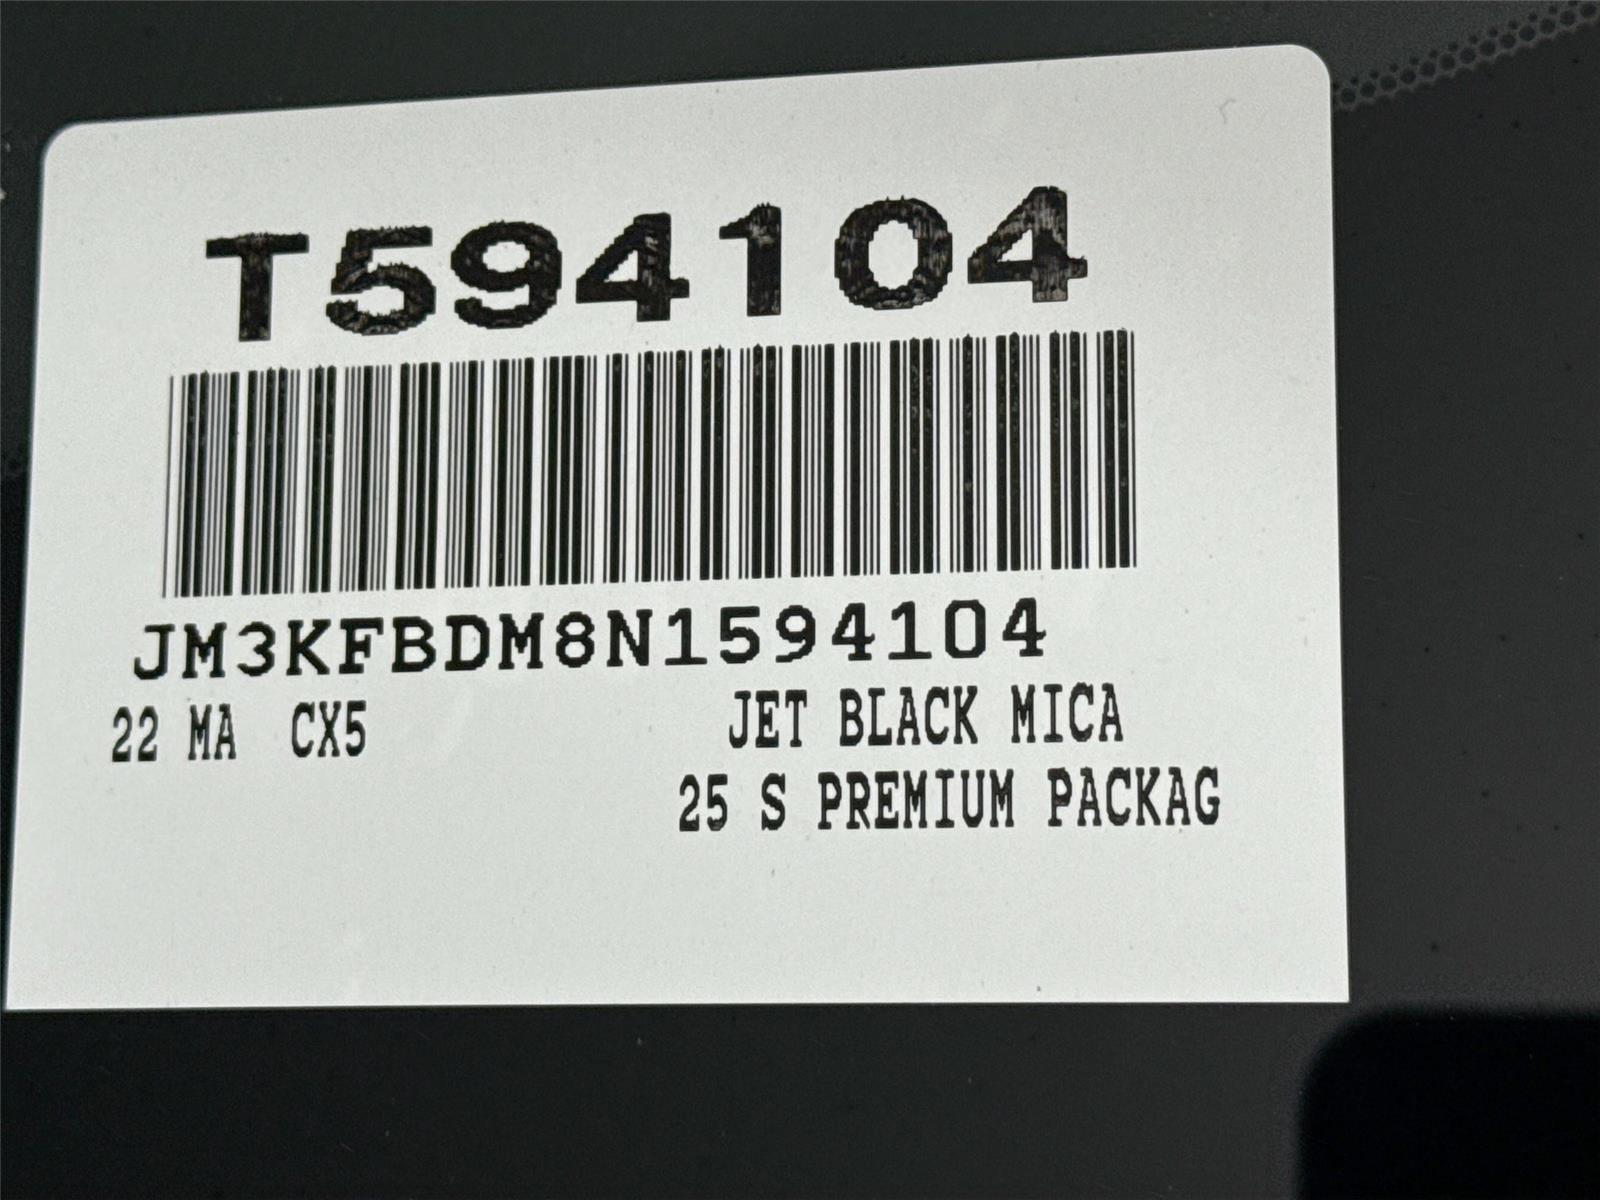 T594104
JM3KFBDM8N1594104
22 MA CX5 JET BLACK MICA
25 S PREMIUM PACKAG